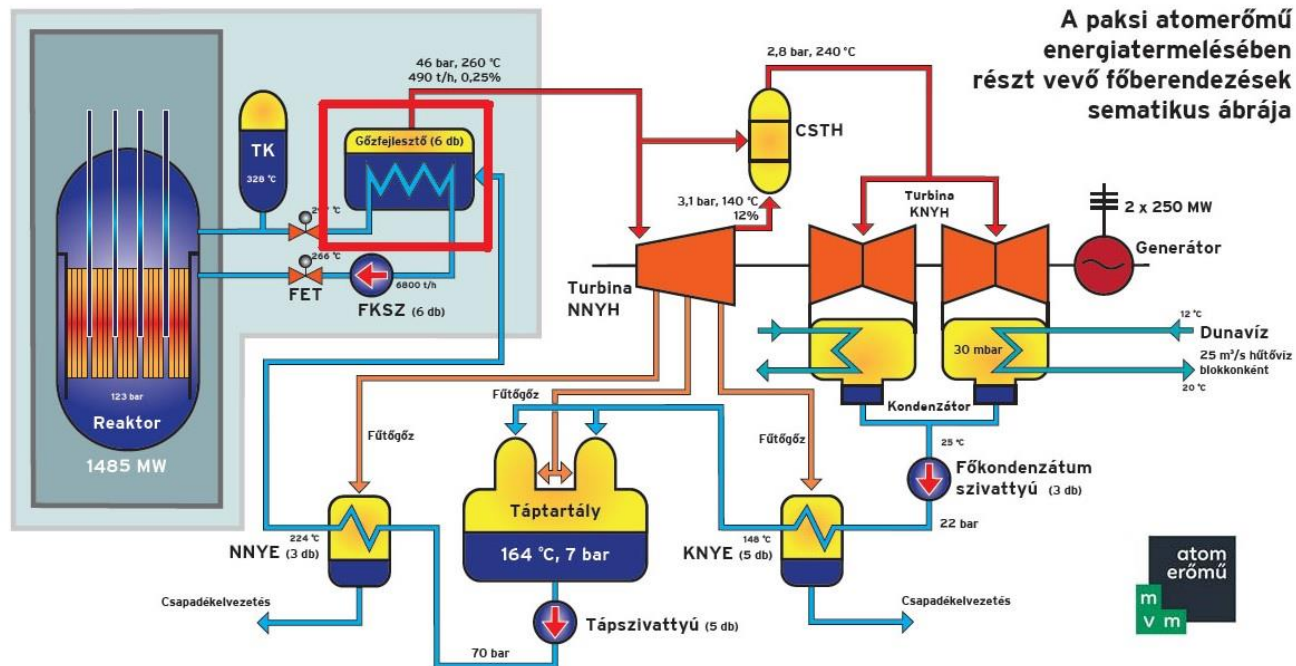 A paksi atomerőmű
energiatermelésében
részt vevő főberendezések
sematikus ábrája
46 bar, 260 °C
490 t/h, 0,25%
2,8 bar, 240 °C
TK
328 °C
Gőzfejlesztő (6 db)
CSTH
3,1 bar, 140 °C
12%
Turbina
KNYH
2 x 250 MW
Generátor
266 °C
FET
FKSZ (6 db)
6800 t/h
Turbina
NNYH
12 °C
Dunavíz
25 m³/s hűtővíz
blokkonként
20 °C
30 mbar
Kondenzátor
123 bar
Reaktor
1485 MW
Fűtőgőz
Fűtőgőz
Fűtőgőz
25 °C
Főkondenzátum
szivattyú (3 db)
22 bar
Táptartály
164 °C, 7 bar
224 °C
NNYE (3 db)
148 °C
KNYE (5 db)
Csapadékelvezetés
Csapadékelvezetés
Tápszivattyú (5 db)
70 bar
atom
erőmű
m
v m